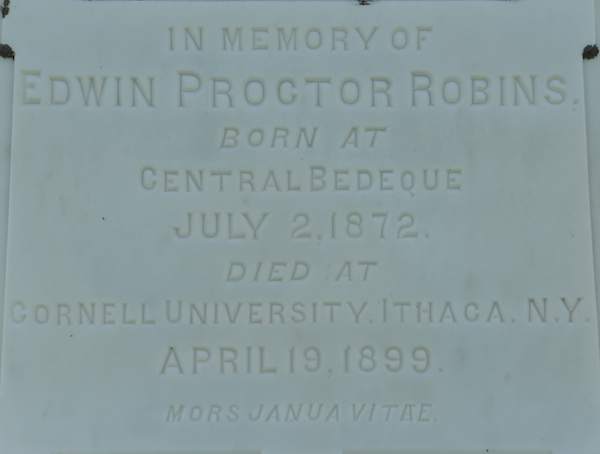 IN MEMORY OF
EDWIN PROCTOR ROBINS.
BORN AT
CENTRAL BEDEQUE
JULY 2, 1872.
DIED AT
CORNELL UNIVERSITY, ITHACA. N.Y.
APRIL 19, 1899.
MORS JANUA VITÆ.